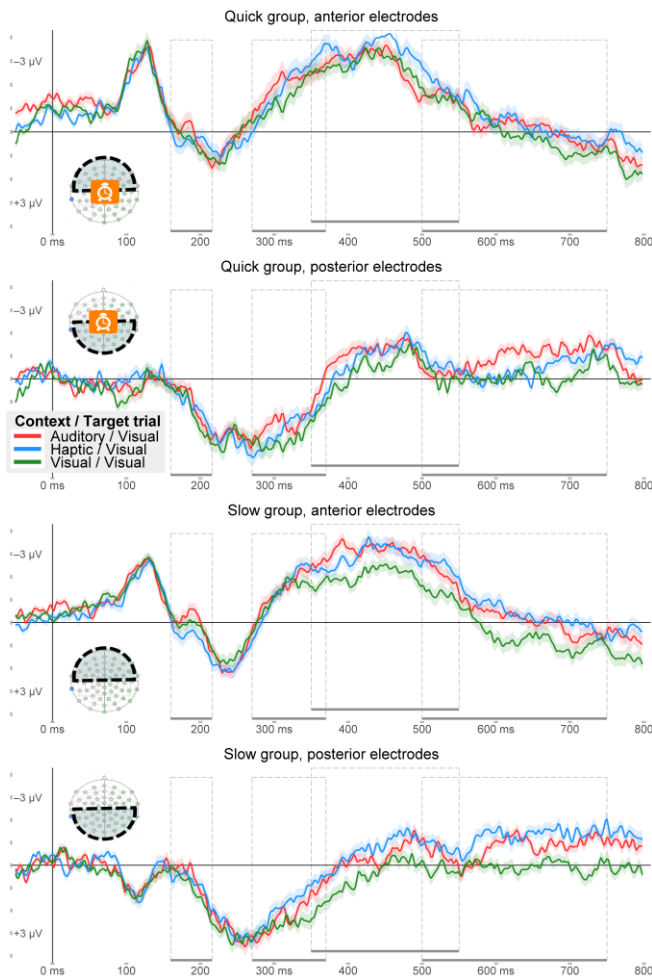 Quick group, anterior electrodes
−3 µV
+3 µV
0 ms 100 200 300 ms 400 500 600 ms 700 800
Quick group, posterior electrodes
−3 µV
Context / Target trial
Auditory / Visual
Haptic / Visual
Visual / Visual
0 ms 100 200 300 ms 400 500 600 ms 700 800
Slow group, anterior electrodes
−3 µV
+3 µV
0 ms 100 200 300 ms 400 500 600 ms 700 800
Slow group, posterior electrodes
−3 µV
+3 µV
0 ms 100 200 300 ms 400 500 600 ms 700 800